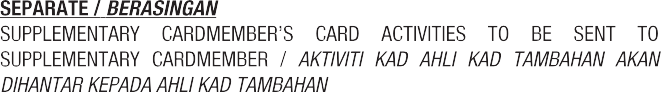 SEPARATE / BERASINGAN
SUPPLEMENTARY CARDMEMBER'S CARD ACTIVITIES TO BE SENT TO
SUPPLEMENTARY CARDMEMBER / AKTIVITI KAD AHLI KAD TAMBAHAN AKAN
DIHANTAR KEPADA AHLI KAD TAMBAHAN